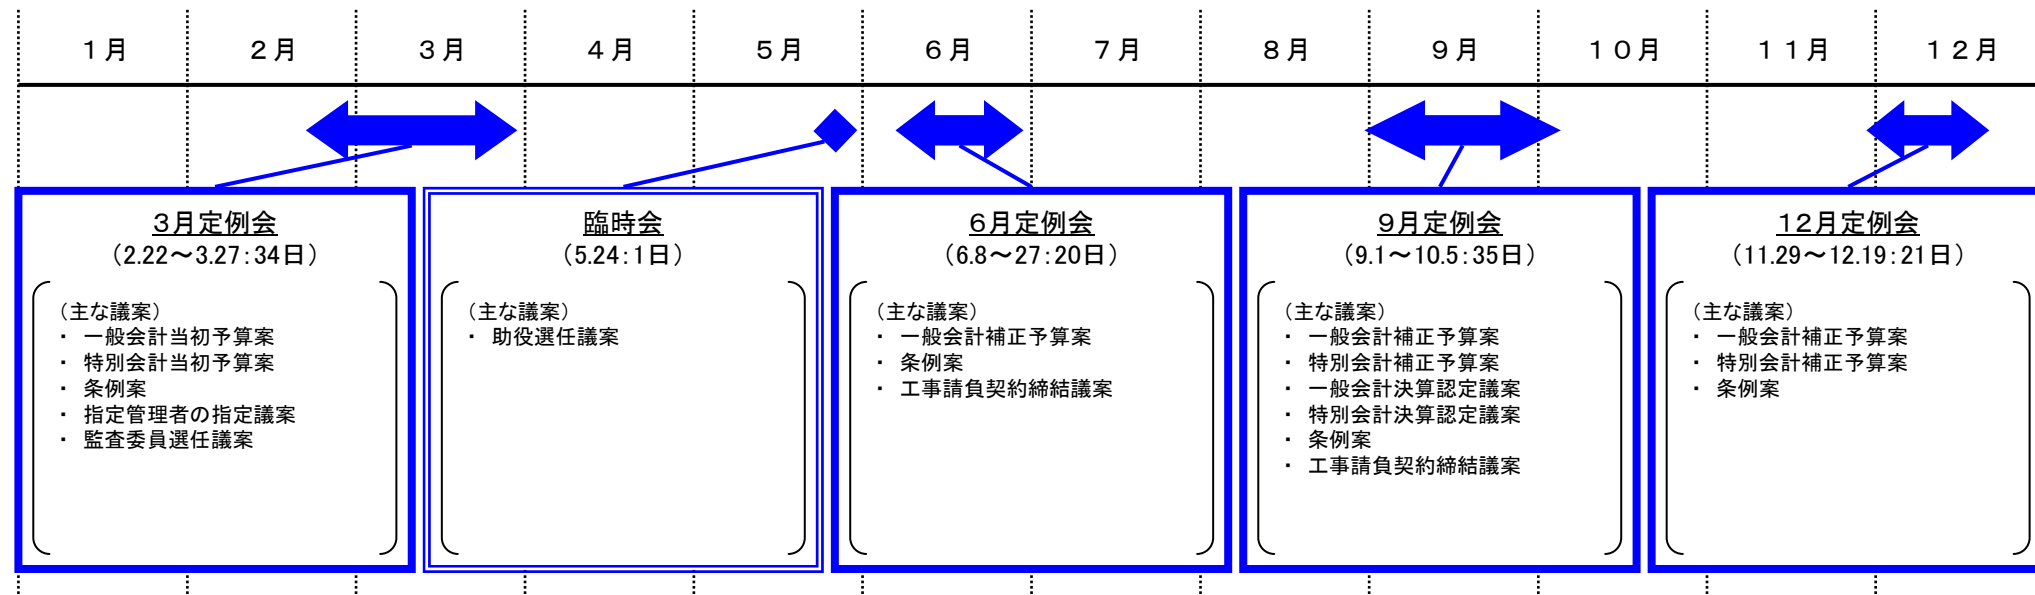 １月 ２月 ３月 ４月 ５月 ６月 ７月 ８月 ９月 １０月 １１月 １２月
３月定例会
（2.22～3.27：34日）
（主な議案）
・ 一般会計当初予算案
・ 特別会計当初予算案
・ 条例案
・ 指定管理者の指定議案
・ 監査委員選任議案
臨時会
（5.24：1日）
（主な議案）
・ 助役選任議案
６月定例会
（6.8～27：20日）
（主な議案）
・ 一般会計補正予算案
・ 条例案
・ 工事請負契約締結議案
９月定例会
（9.1～10.5：35日）
（主な議案）
・ 一般会計補正予算案
・ 特別会計補正予算案
・ 一般会計決算認定議案
・ 特別会計決算認定議案
・ 条例案
・ 工事請負契約締結議案
１２月定例会
（11.29～12.19：21日）
（主な議案）
・ 一般会計補正予算案
・ 特別会計補正予算案
・ 条例案